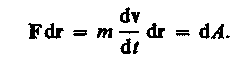 𝐅 dr = m dv/dt dr = dA.